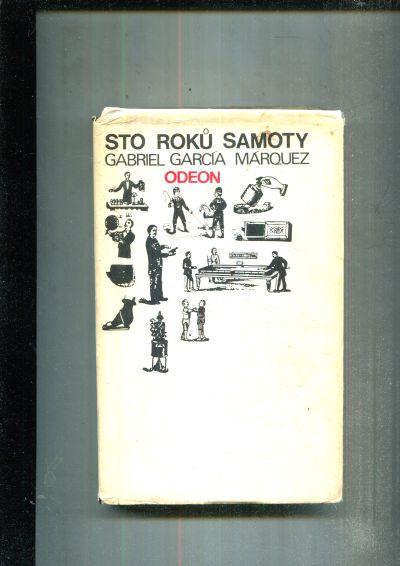 STO ROKŮ SAMOTY
GABRIEL GARCÍA MÁRQUEZ
ODEON